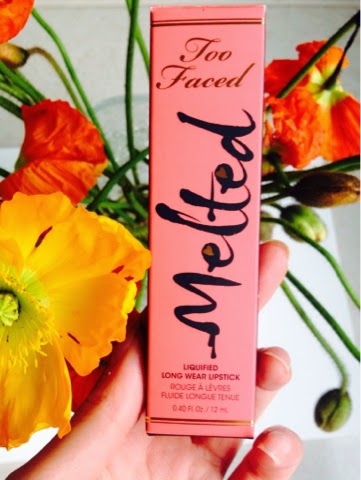 Too
Faced
Melted
LIQUIFIED
LONG WEAR LIPSTICK
ROUGE À LÈVRES
FLUIDE LONGUE TENUE
0.40 Fl. Oz. / 12 mL